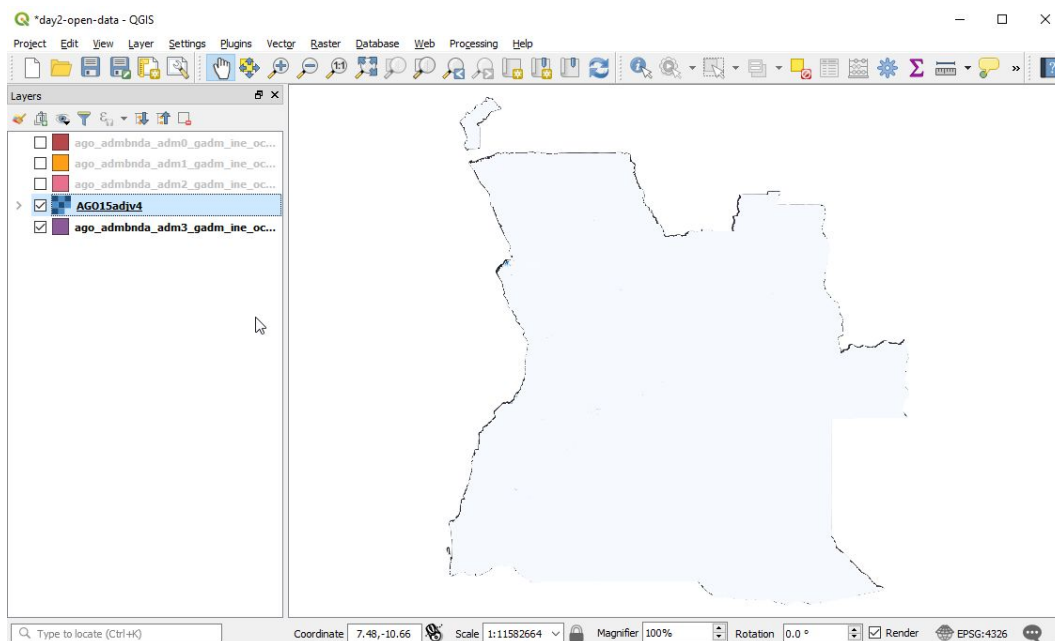 *day2-open-data - QGIS
Project Edit View Layer Settings Plugins Vector Raster Database Web Processing Help
Layers
ago_admbnda_adm0_gadm_ine_oc...
ago_admbnda_adm1_gadm_ine_oc...
ago_admbnda_adm2_gadm_ine_oc...
AGO15adjv4
ago_admbnda_adm3_gadm_ine_oc...
Type to locate (Ctrl+K) Coordinate 7.48,-10.66 Scale 1:11582664 Magnifier 100% Rotation 0.0 ° Render EPSG:4326